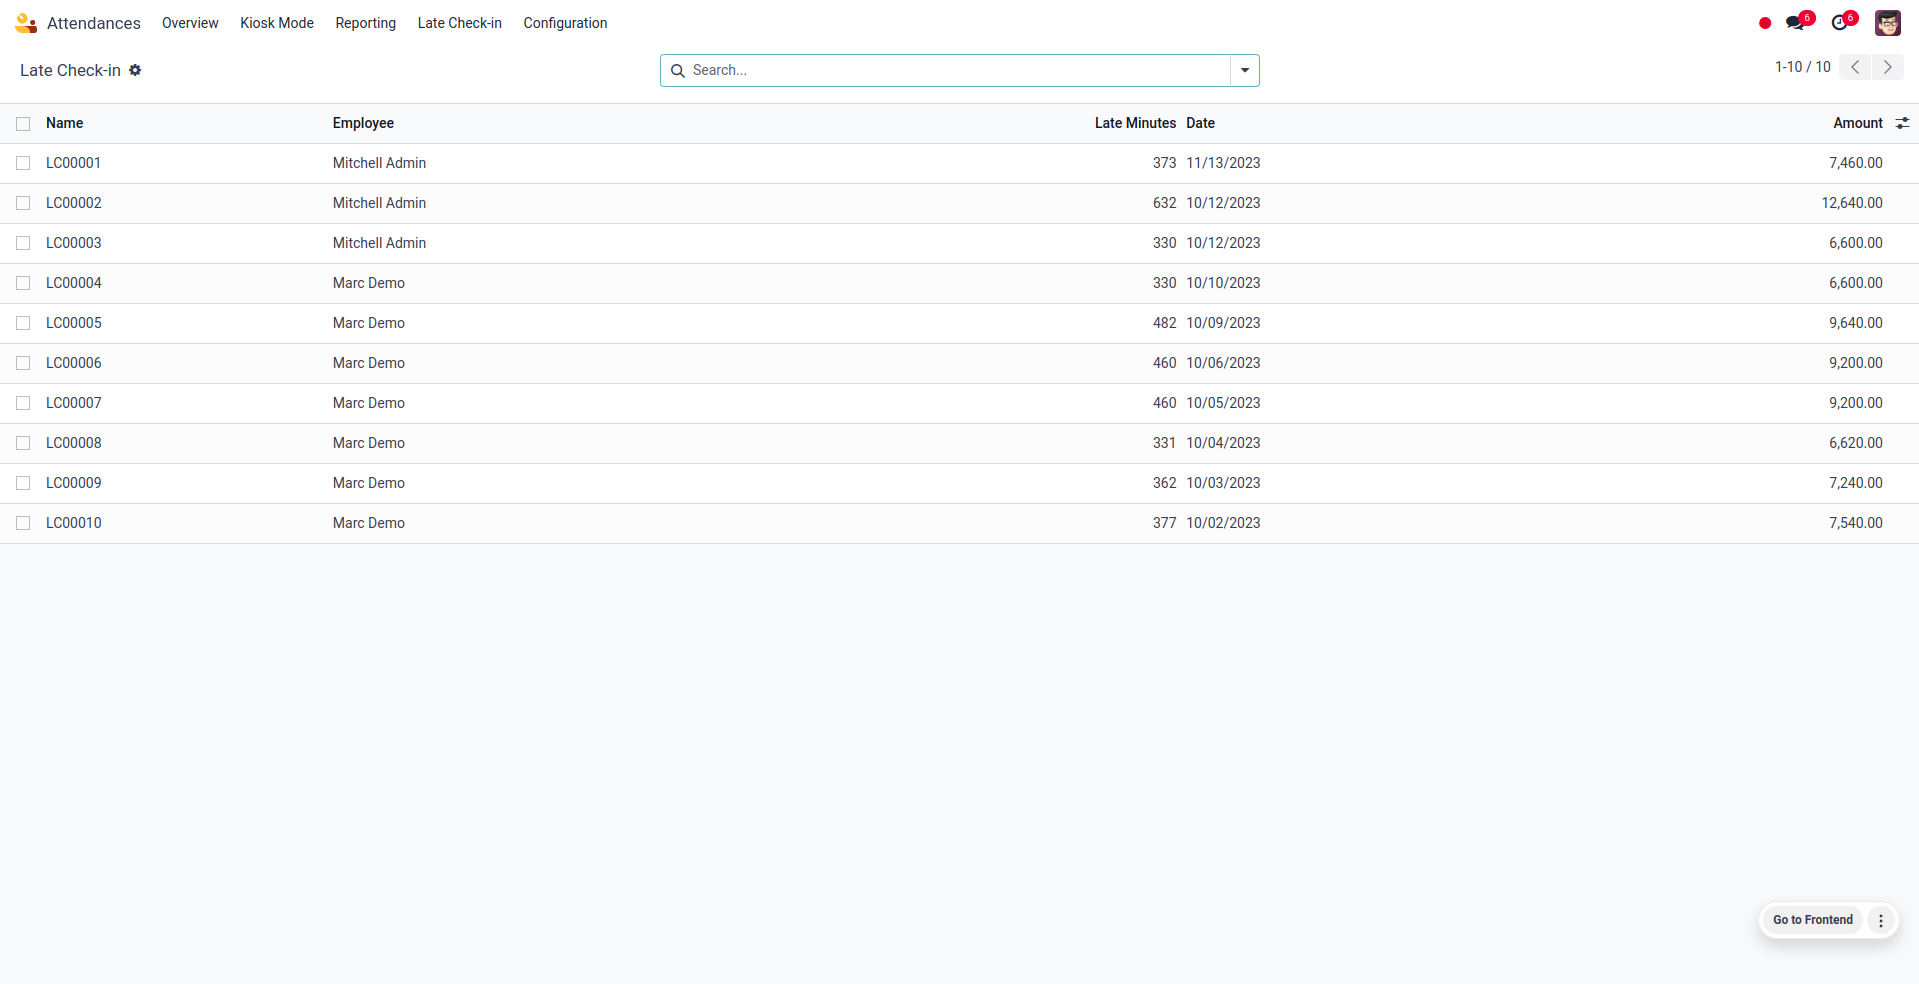 Attendances Overview Kiosk Mode Reporting Late Check-in Configuration 6 6
Late Check-in Search... 1-10 / 10
Name Employee Late Minutes Date Amount
LC00001 Mitchell Admin 373 11/13/2023 7,460.00
LC00002 Mitchell Admin 632 10/12/2023 12,640.00
LC00003 Mitchell Admin 330 10/12/2023 6,600.00
LC00004 Marc Demo 330 10/10/2023 6,600.00
LC00005 Marc Demo 482 10/09/2023 9,640.00
LC00006 Marc Demo 460 10/06/2023 9,200.00
LC00007 Marc Demo 460 10/05/2023 9,200.00
LC00008 Marc Demo 331 10/04/2023 6,620.00
LC00009 Marc Demo 362 10/03/2023 7,240.00
LC00010 Marc Demo 377 10/02/2023 7,540.00
Go to Frontend